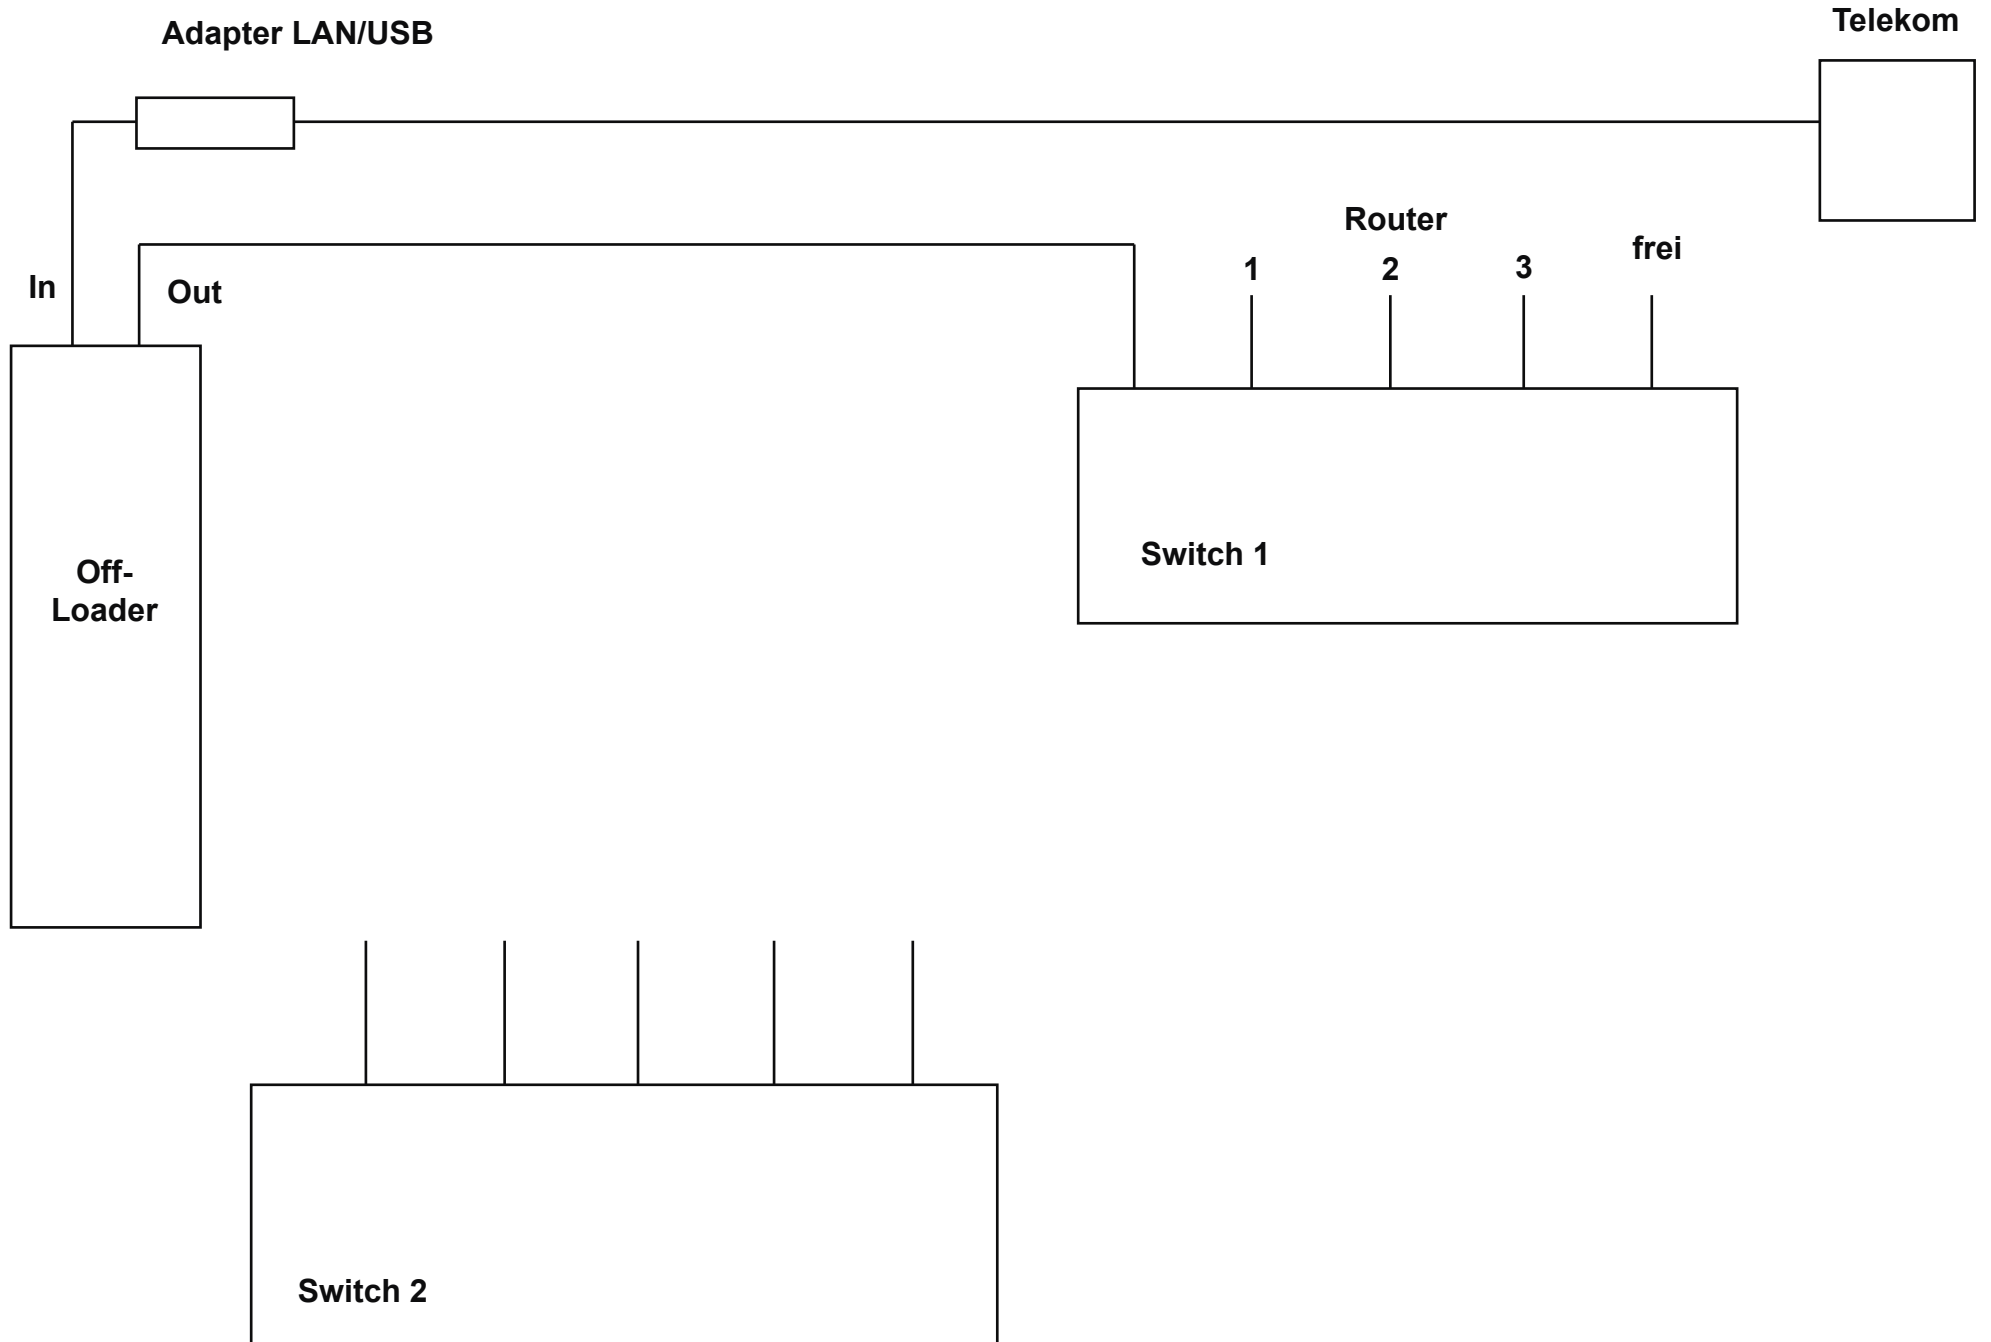 Adapter LAN/USB
Telekom
Router
frei
1
2
3
In
Out
Off-
Loader
Switch 1
Switch 2